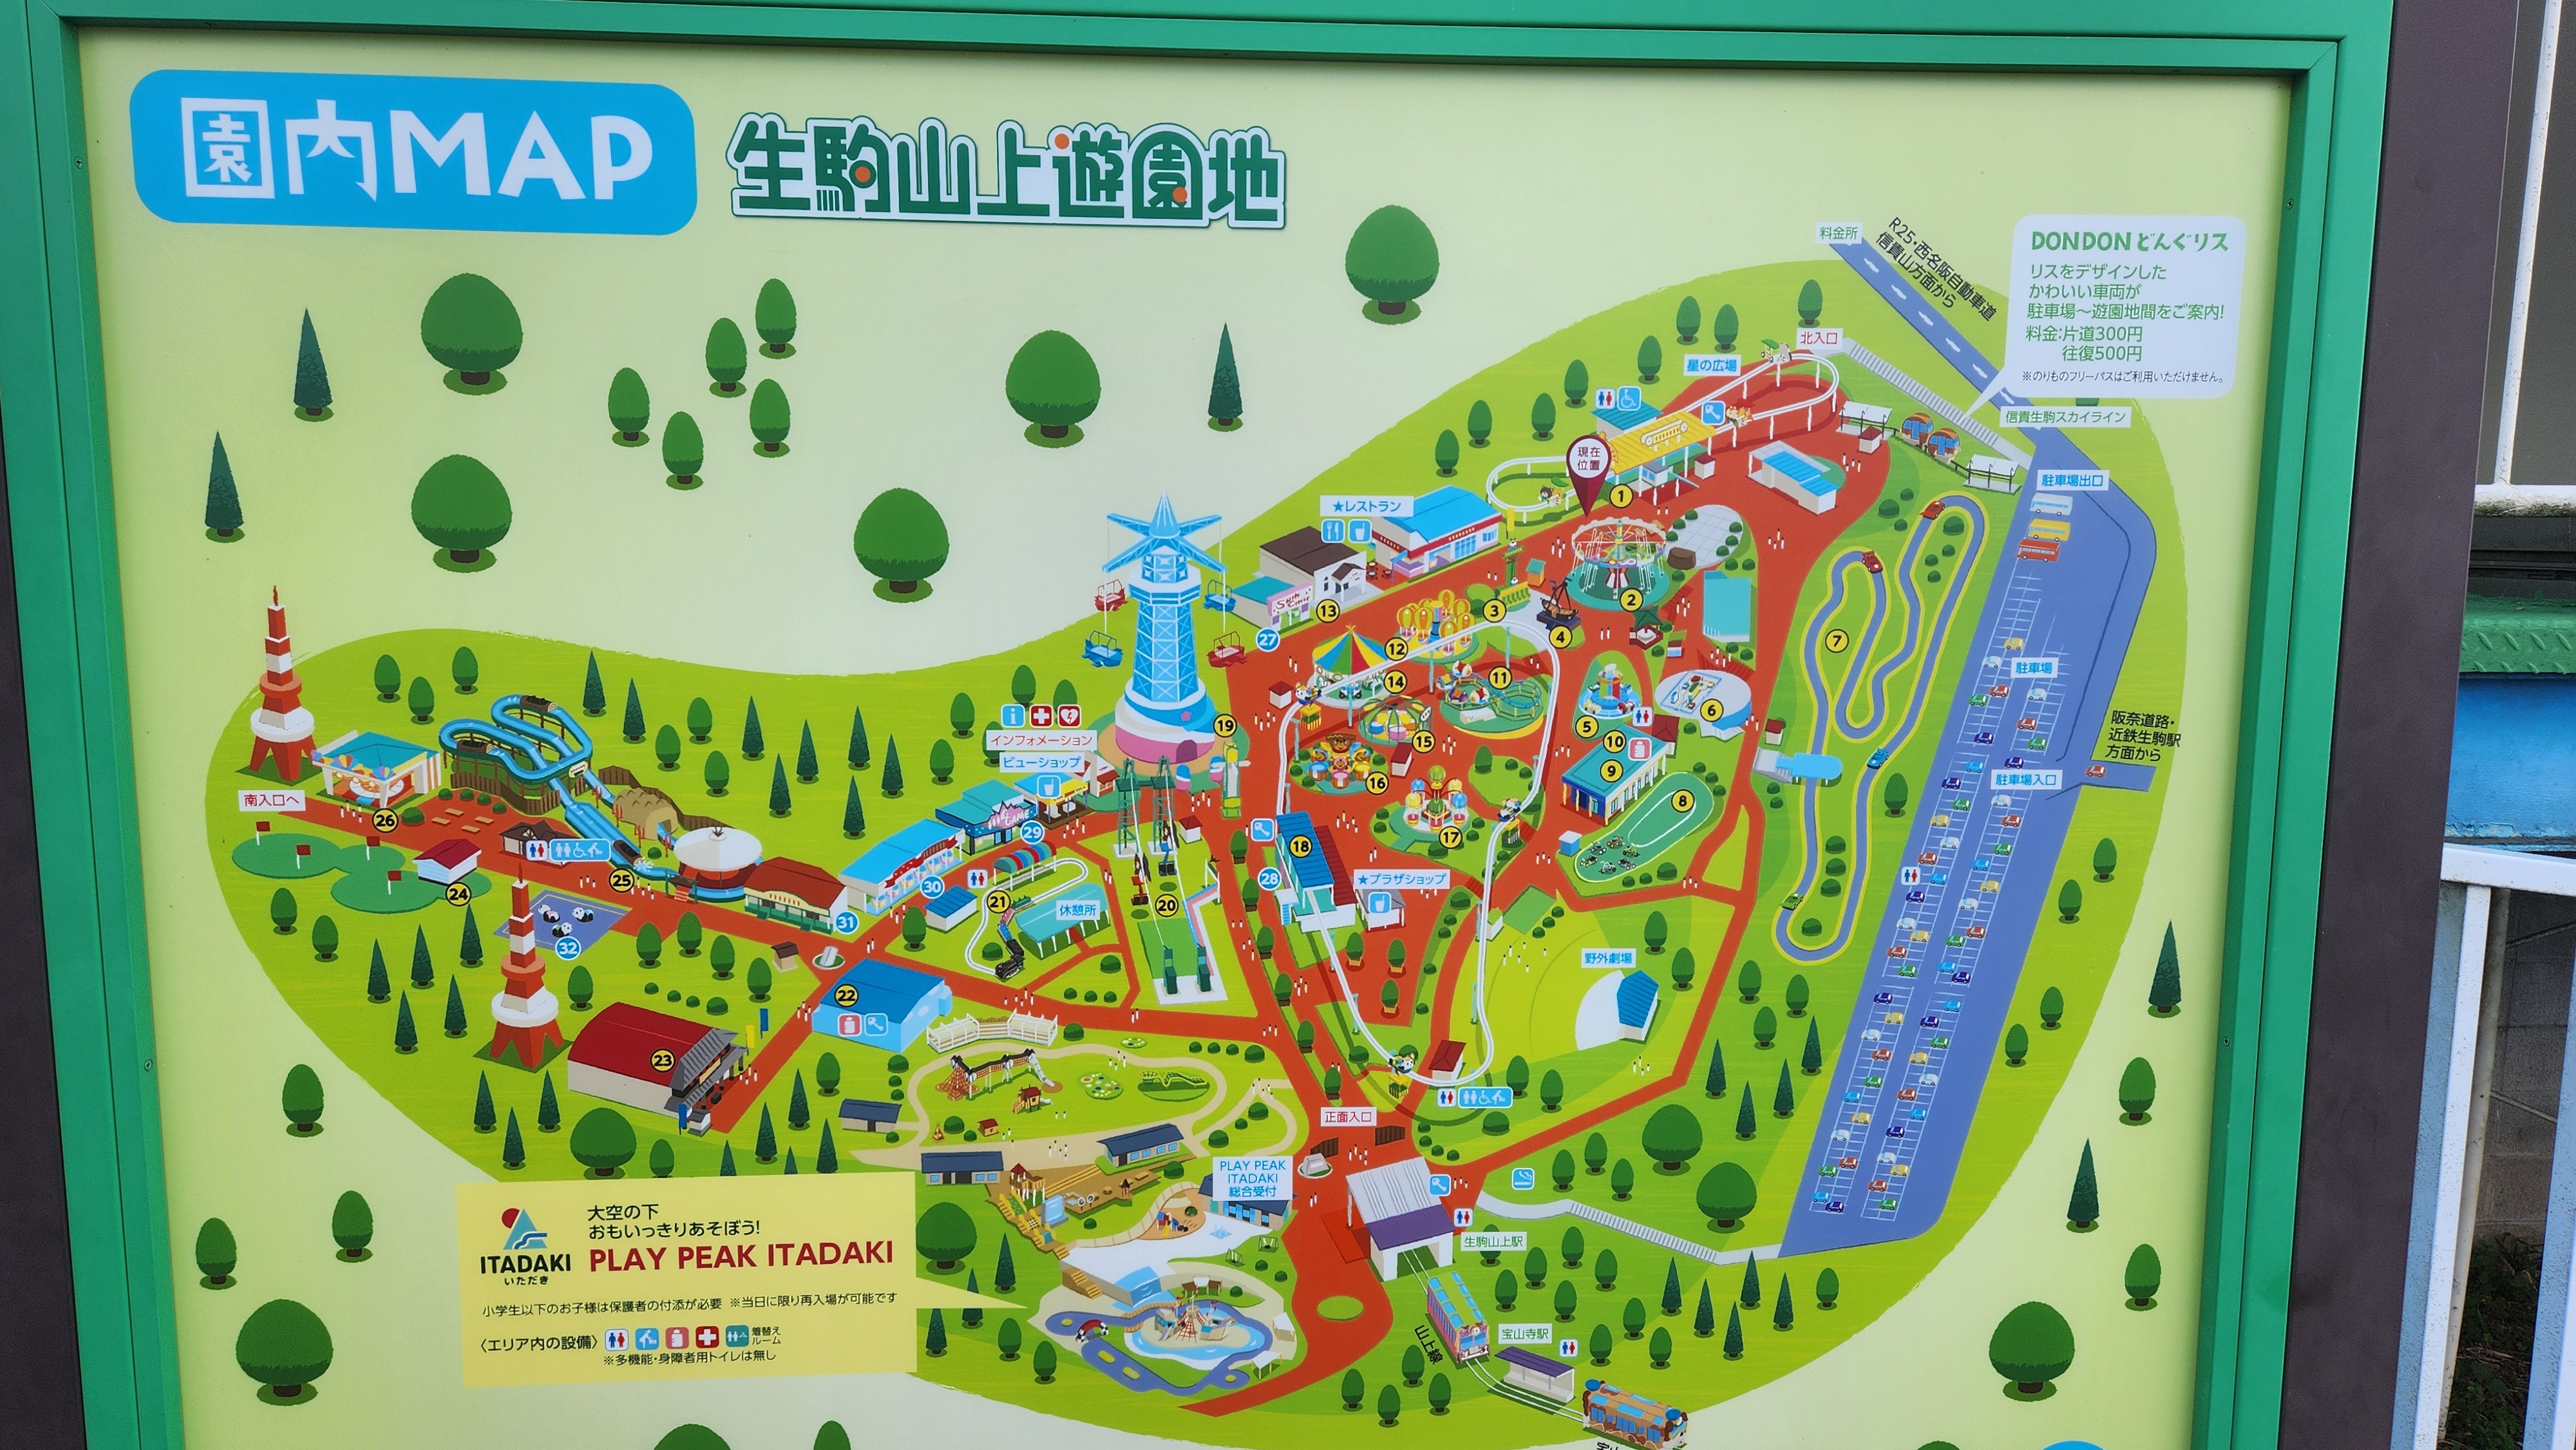 園内MAP
生駒山上遊園地
料金所
R25・西名阪自動車道
信貴山方面から
DONDONどんぐリス
リスをデザインした
かわいい車両が
駐車場～遊園地間をご案内!
料金:片道300円
往復500円
※のりものフリーパスはご利用いただけません。
信貴生駒スカイライン
北入口
星の広場
現在
位置
駐車場出口
★レストラン
1
2
3
4
5
6
7
8
9
10
11
12
13
14
15
16
17
18
19
20
21
22
23
24
25
26
27
28
29
30
31
32
駐車場
阪奈道路・
近鉄生駒駅
方面から
駐車場入口
インフォメーション
ビューショップ
GAME
南入口へ
★プラザショップ
休憩所
野外劇場
正面入口
PLAY PEAK
ITADAKI
総合受付
生駒山上駅
宝山寺駅
山上線
ITADAKI
いただき
大空の下
おもいっきりあそぼう!
PLAY PEAK ITADAKI
小学生以下のお子様は保護者の付添が必要 ※当日に限り再入場が可能です
〈エリア内の設備〉
着替え
ルーム
※多機能・身障者用トイレは無し